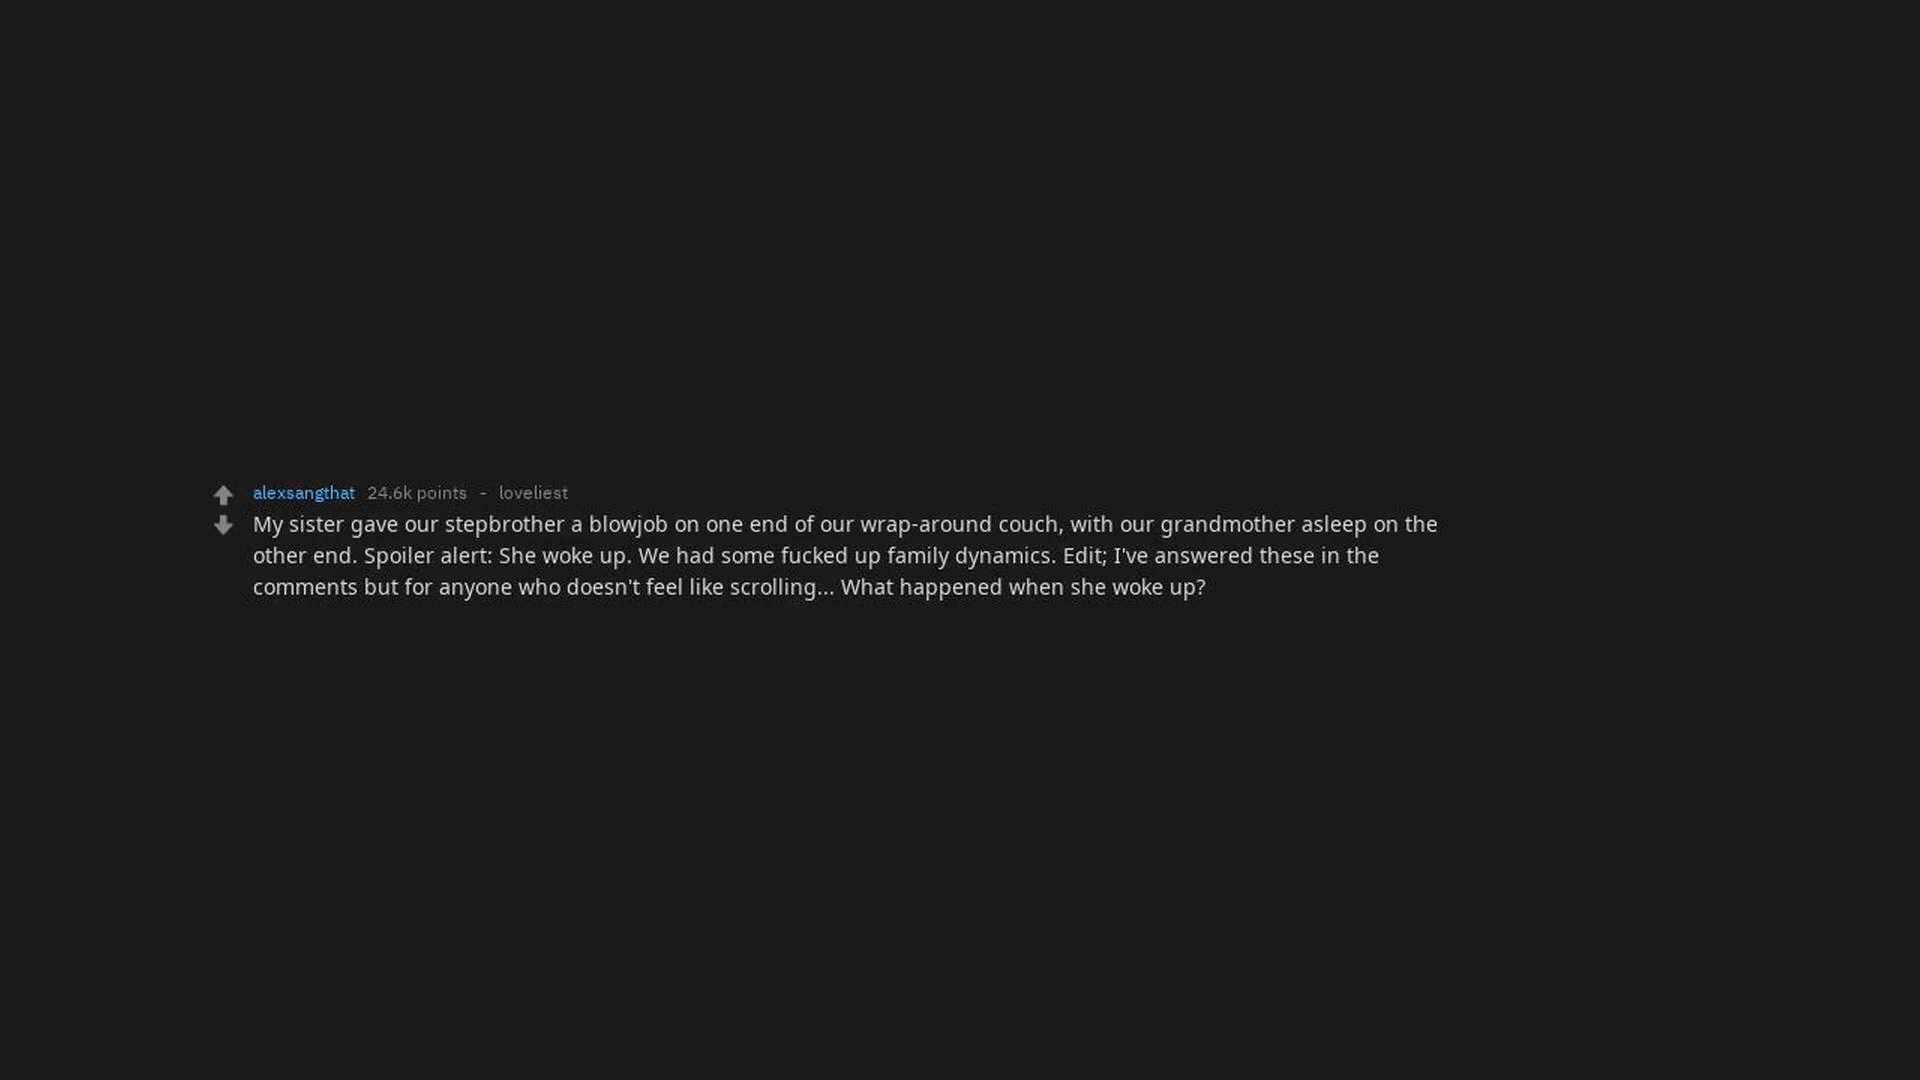 alexsangthat 24.6k points - loveliest
My sister gave our stepbrother a blowjob on one end of our wrap-around couch, with our grandmother asleep on the
other end. Spoiler alert: She woke up. We had some fucked up family dynamics. Edit; I've answered these in the
comments but for anyone who doesn't feel like scrolling... What happened when she woke up?